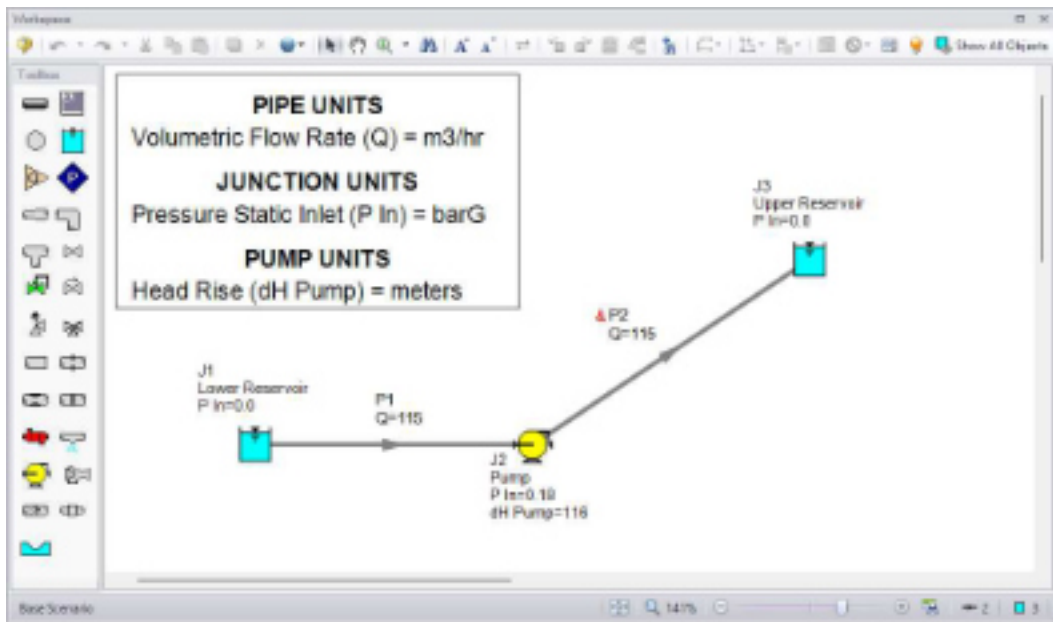 Workspace
Show All Objects
Toolbox
PIPE UNITS
Volumetric Flow Rate (Q) = m3/hr
JUNCTION UNITS
Pressure Static Inlet (P In) = barG
PUMP UNITS
Head Rise (dH Pump) = meters
J3
Upper Reservoir
P In=0.0
P2
Q=115
J1
Lower Reservoir
P In=0.0
P1
Q=115
J2
Pump
P In=0.18
dH Pump=116
Base Scenario
141%
2
3